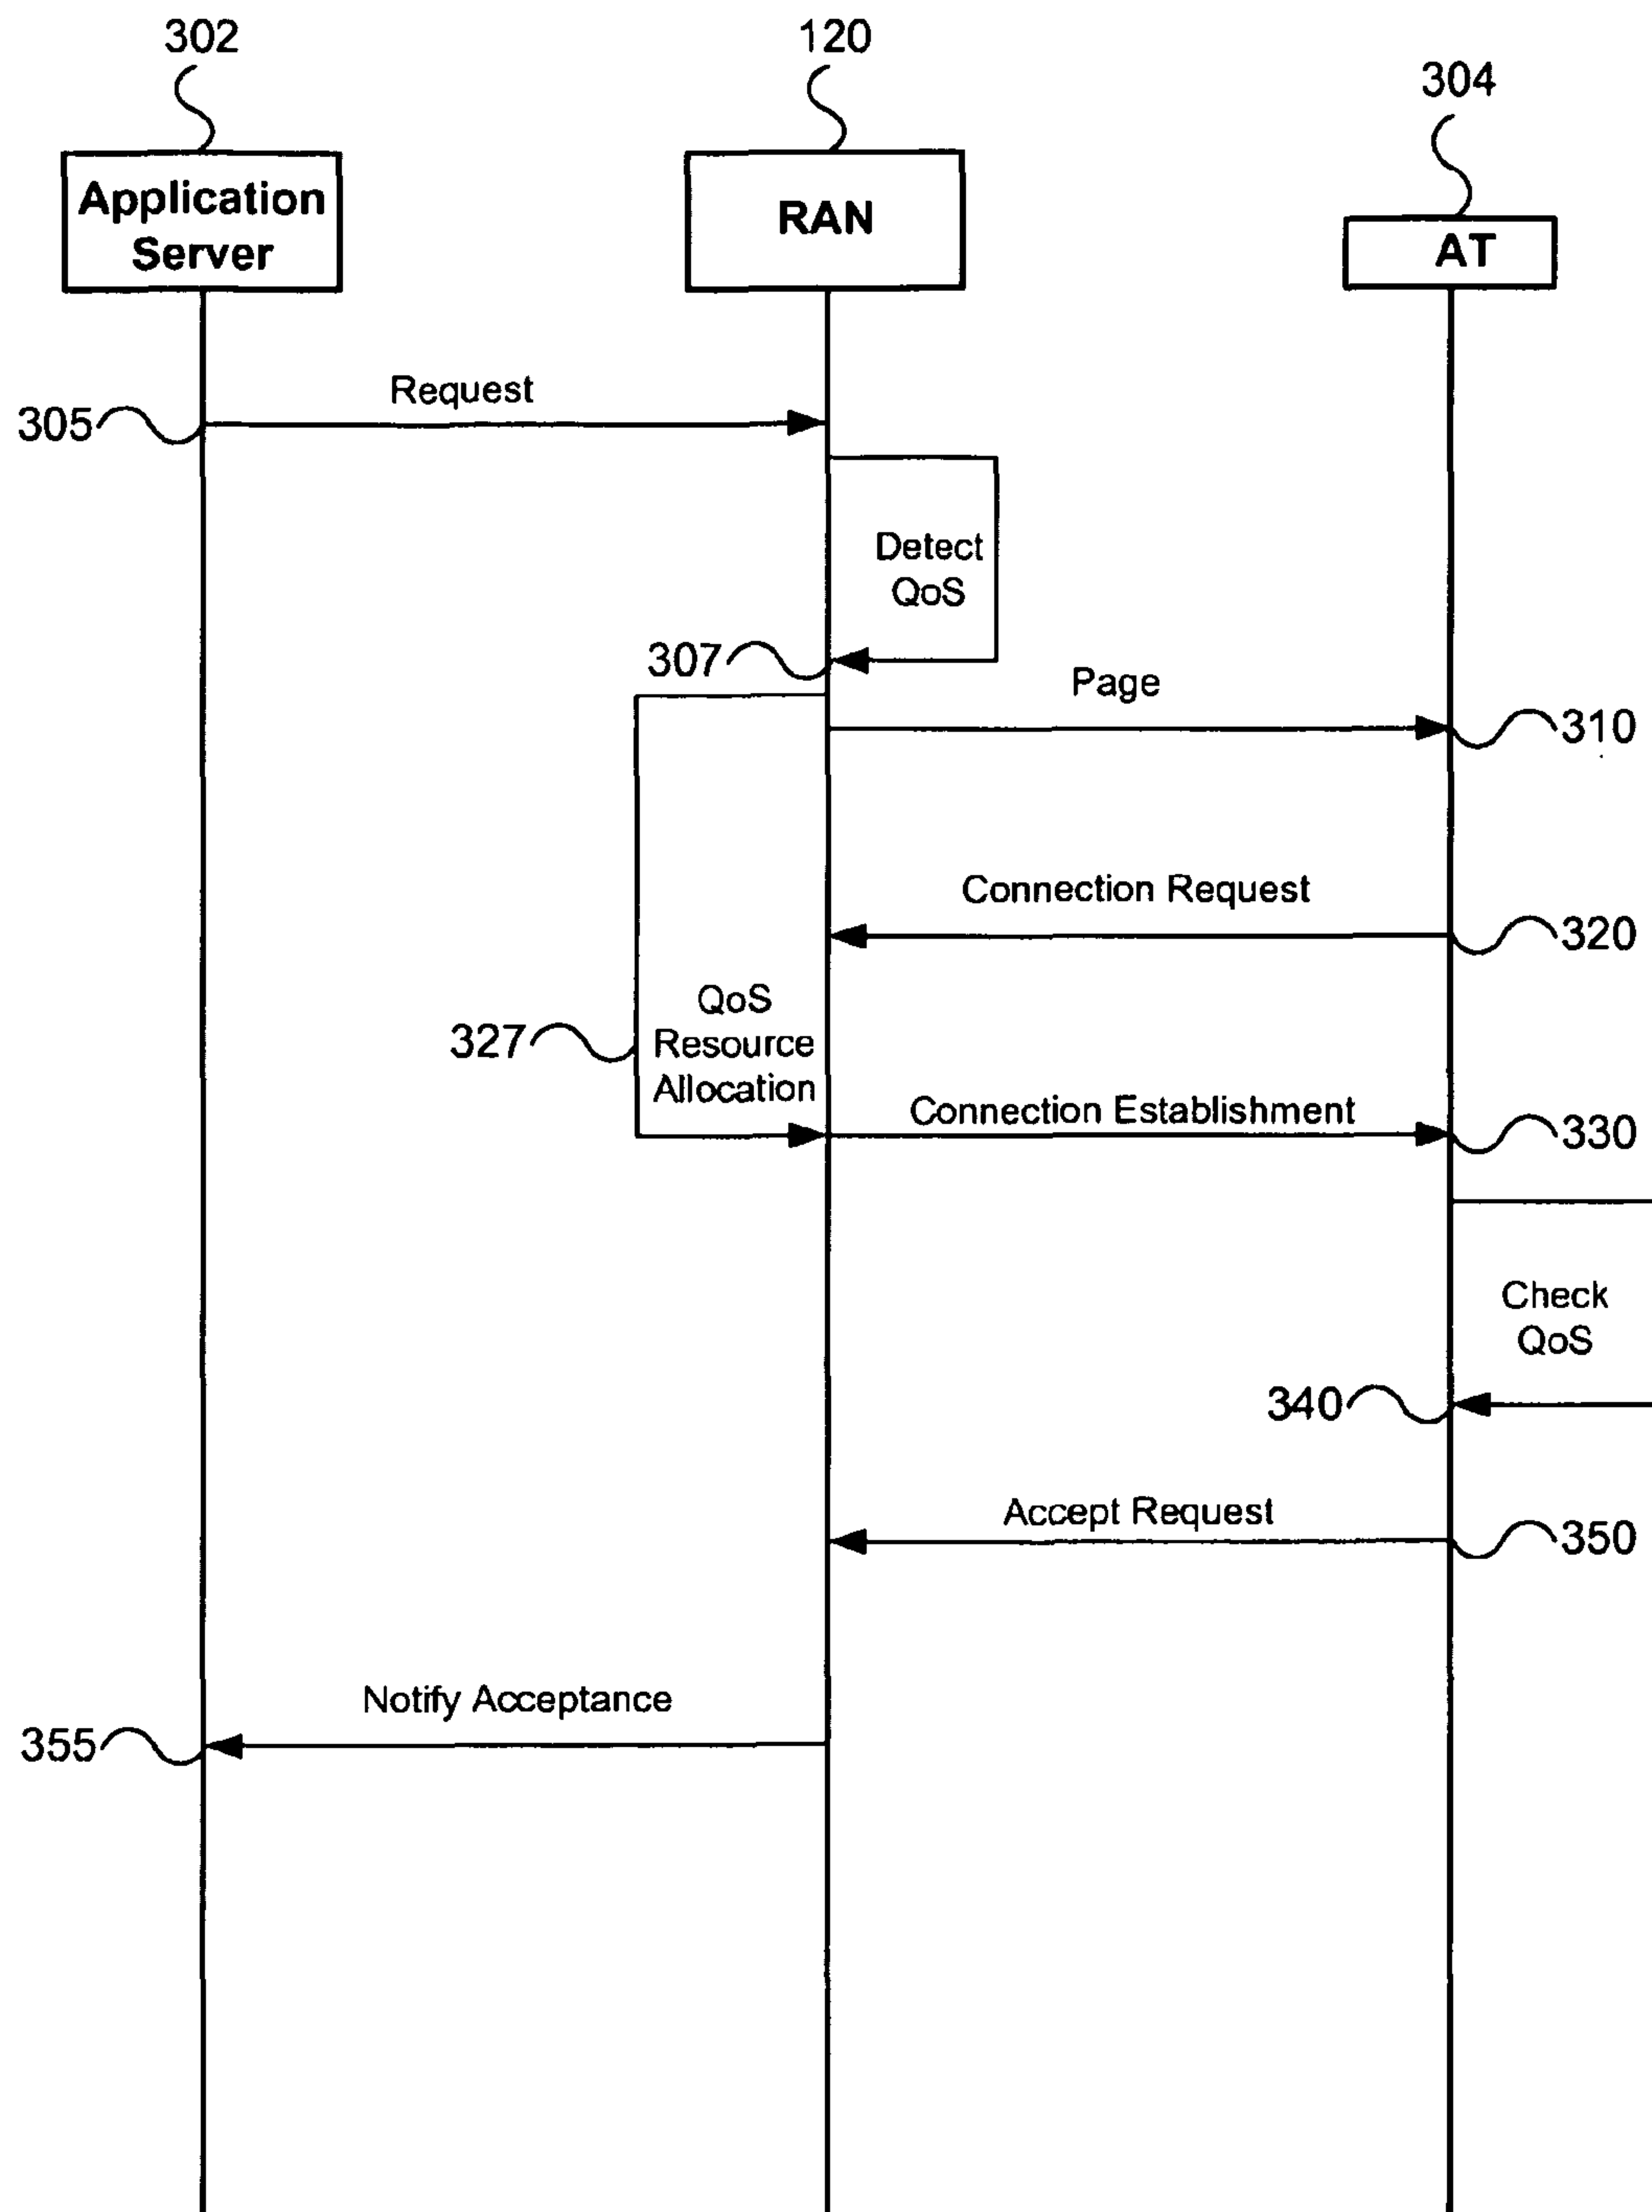 302
120
304
Application
Server
RAN
AT
Request
305
Detect
QoS
307
Page
310
Connection Request
320
QoS
Resource
Allocation
327
Connection Establishment
330
Check
QoS
340
Accept Request
350
Notify Acceptance
355